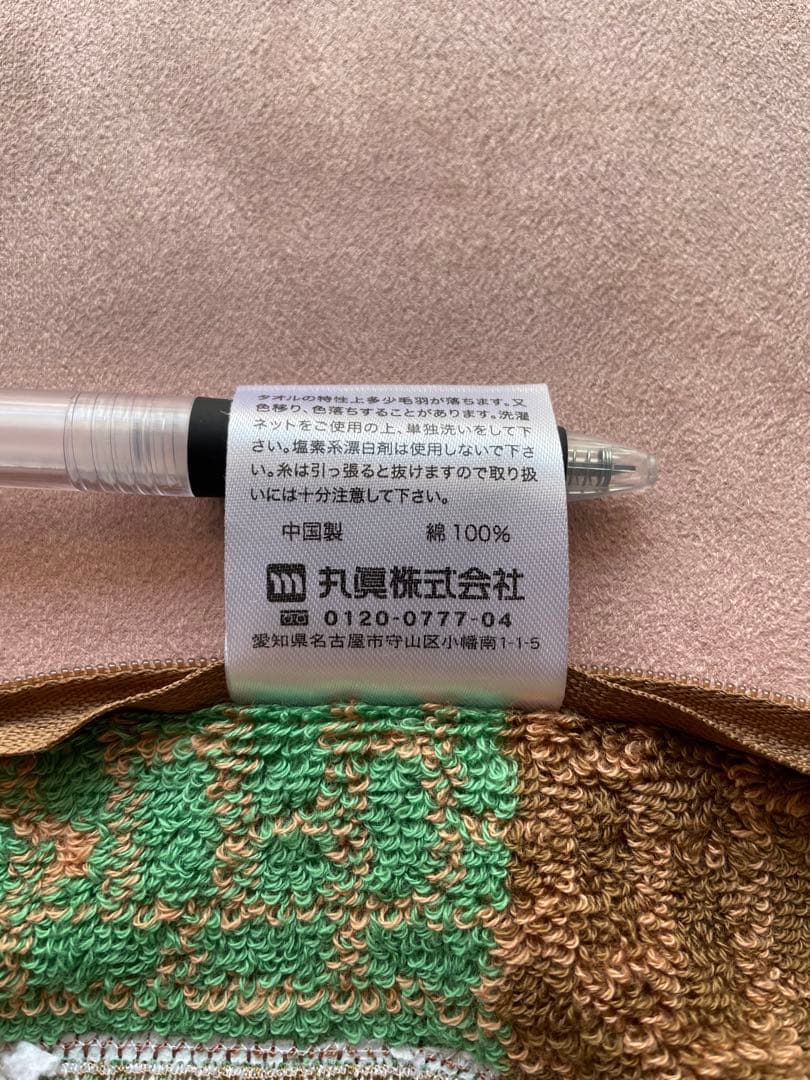 タオルの特性上多少毛羽が落ちます。又
色移り、色落ちすることがあります。洗濯
ネットをご使用の上、単独洗いをして下
さい。塩素系漂白剤は使用しないで下さ
い。糸は引っ張ると抜けますので取り扱
いには十分注意して下さい。
中国製 綿100%
丸眞株式会社
0120-0777-04
愛知県名古屋市守山区小幡南1-1-5